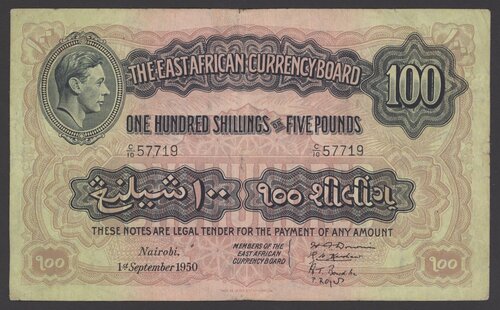 THE EAST AFRICAN CURRENCY BOARD
100
ONE HUNDRED SHILLINGS OR FIVE POUNDS
C/10 57719 C/10 57719
۱۰۰ شيلينج ૧૦૦ શીલીંગ
THESE NOTES ARE LEGAL TENDER FOR THE PAYMENT OF ANY AMOUNT
Nairobi,
1st September 1950
MEMBERS OF THE
EAST AFRICAN
CURRENCY BOARD
૧૦૦ ૧૦૦